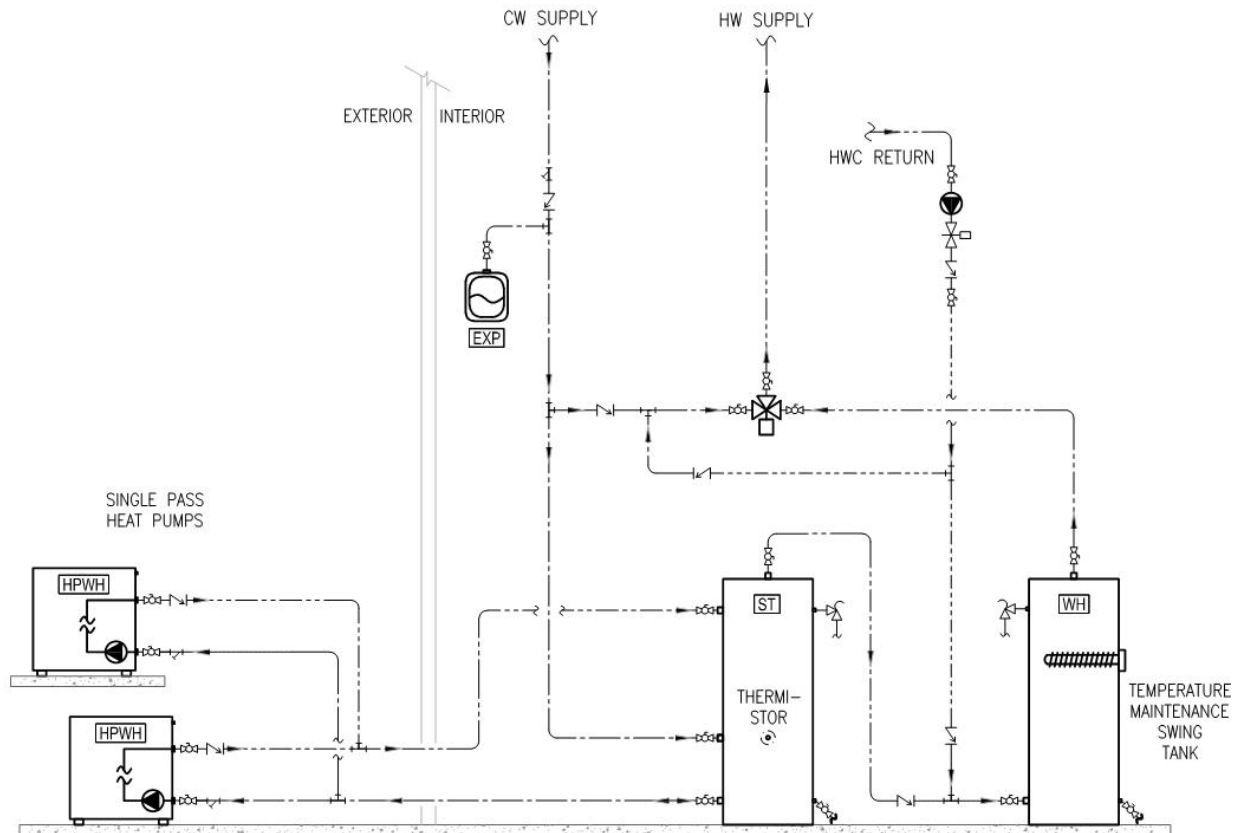 CW SUPPLY
HW SUPPLY
EXTERIOR
INTERIOR
HWC RETURN
EXP
SINGLE PASS
HEAT PUMPS
HPWH
HPWH
ST
THERMI-
STOR
WH
TEMPERATURE
MAINTENANCE
SWING
TANK